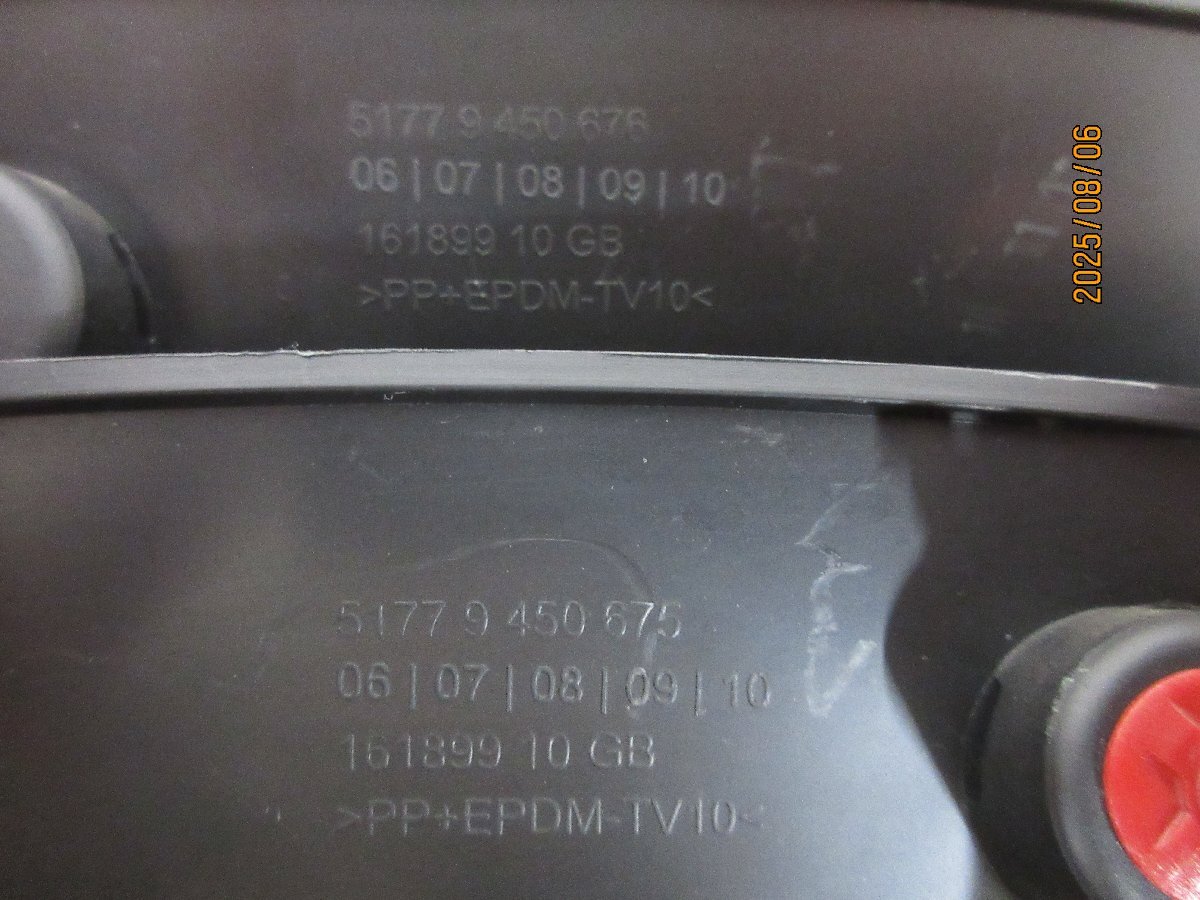 5177 9 450 676
06 | 07 | 08 | 09 | 10
161899 10 GB
>PP+EPDM-TV10<
2025/08/06
5177 9 450 675
06 | 07 | 08 | 09 | 10
161899 10 GB
>PP+EPDM-TV10<